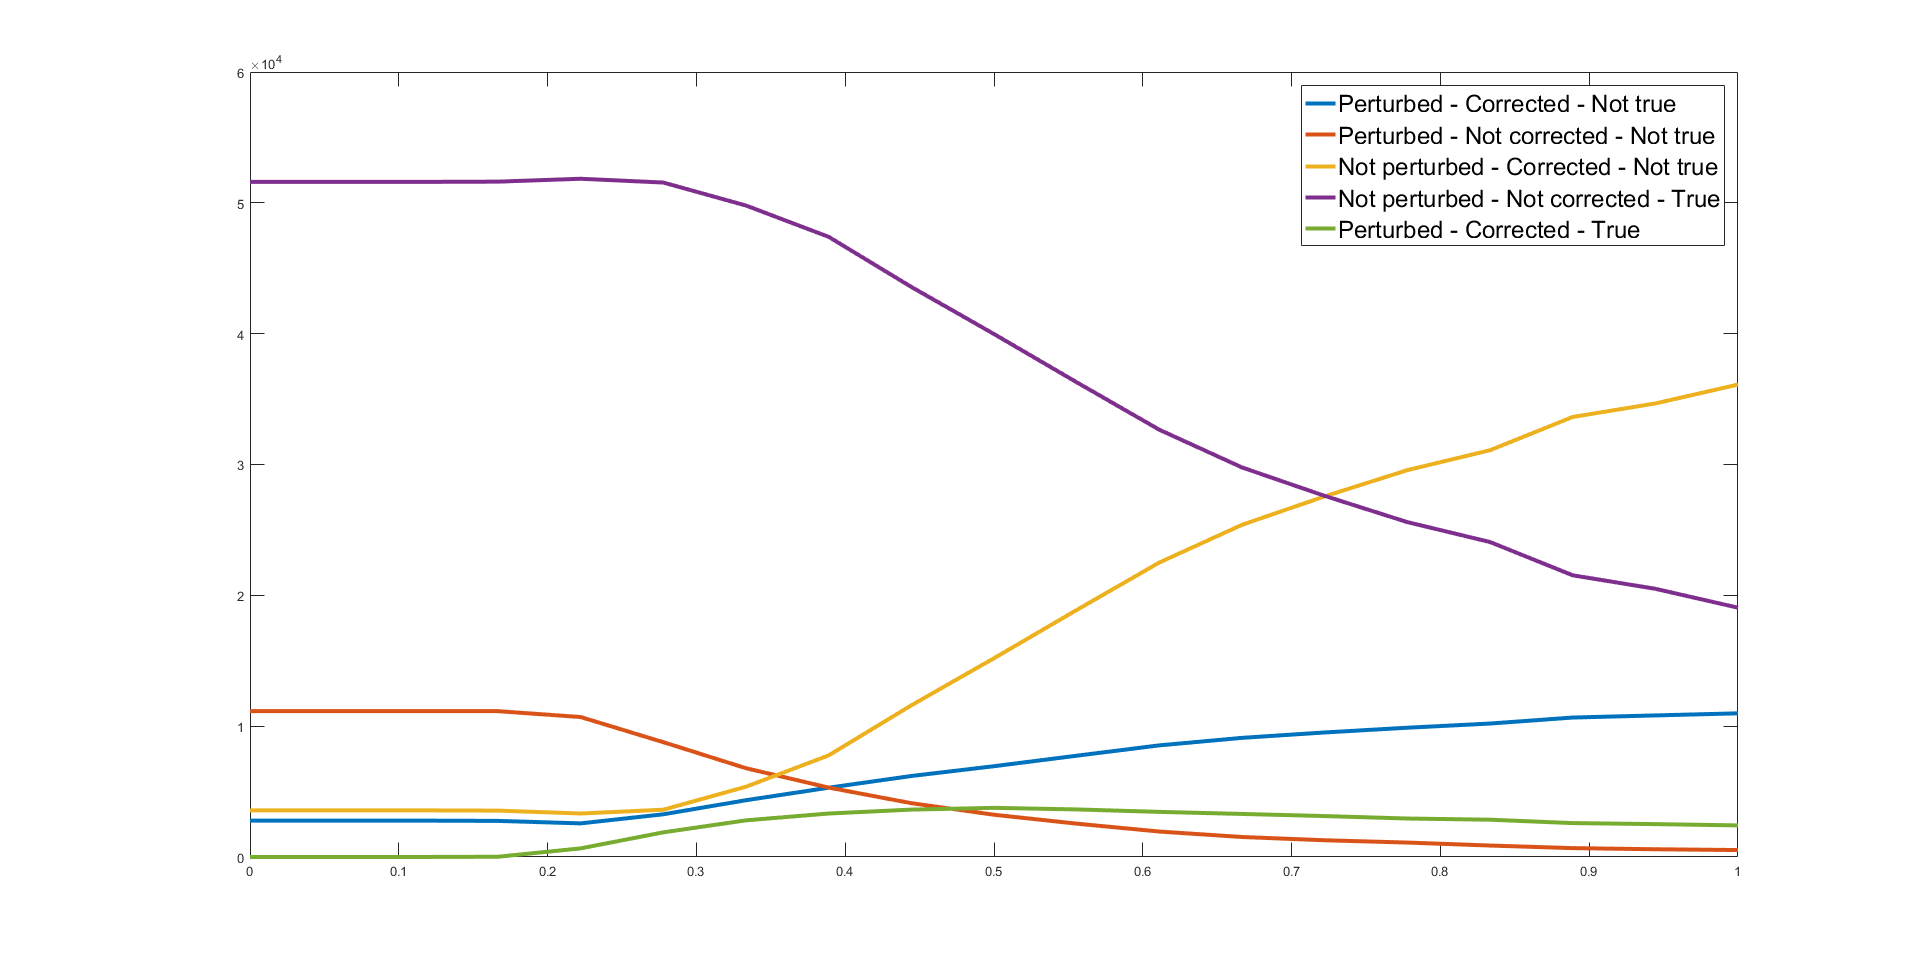 ×10^4
6
5
4
3
2
1
0
0 0.1 0.2 0.3 0.4 0.5 0.6 0.7 0.8 0.9 1
Perturbed - Corrected - Not true
Perturbed - Not corrected - Not true
Not perturbed - Corrected - Not true
Not perturbed - Not corrected - True
Perturbed - Corrected - True